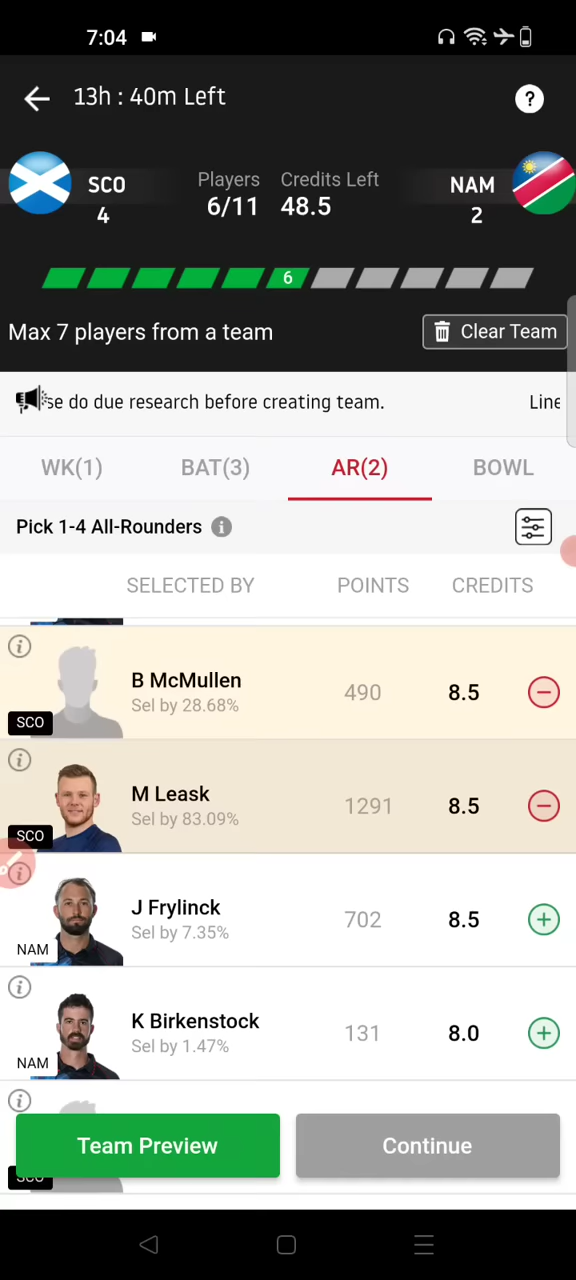 7:04
13h : 40m Left
?
SCO
4
Players
6/11
Credits Left
48.5
NAM
2
6
Max 7 players from a team
Clear Team
se do due research before creating team.
Line
WK(1)
BAT(3)
AR(2)
BOWL
Pick 1-4 All-Rounders
SELECTED BY
POINTS
CREDITS
B McMullen
Sel by 28.68%
490
8.5
SCO
M Leask
Sel by 83.09%
1291
8.5
SCO
J Frylinck
Sel by 7.35%
702
8.5
NAM
K Birkenstock
Sel by 1.47%
131
8.0
NAM
Team Preview
Continue
SCO